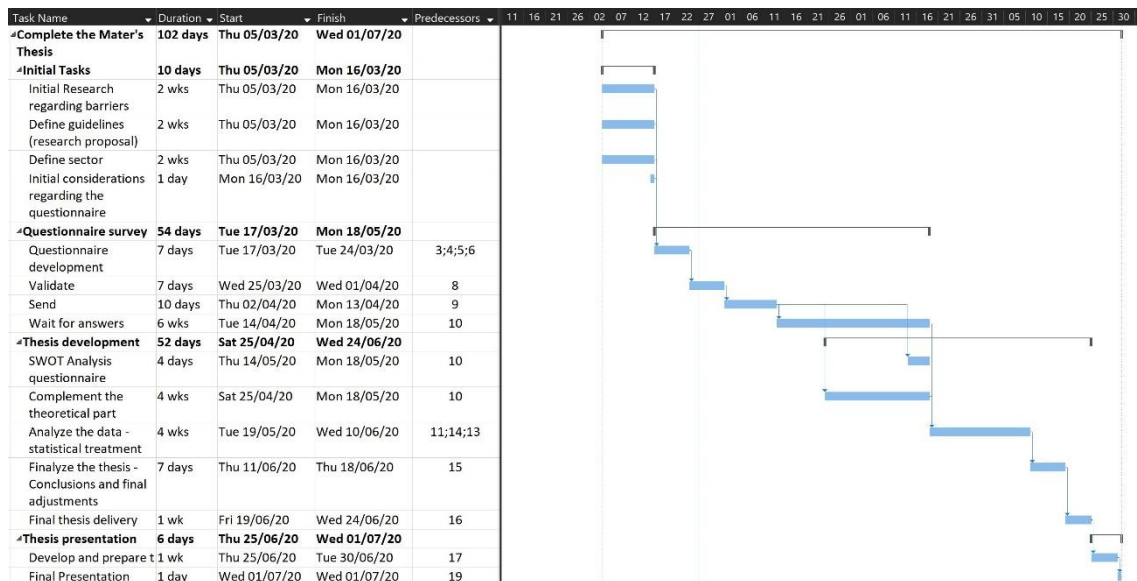 Task Name Duration Start Finish Predecessors 11 16 21 26 02 07 12 17 22 27 01 06 11 16 21 26 01 06 11 16 21 26 31 05 10 15 20 25 30
Complete the Mater's 102 days Thu 05/03/20 Wed 01/07/20
Thesis
Initial Tasks 10 days Thu 05/03/20 Mon 16/03/20
Initial Research 2 wks Thu 05/03/20 Mon 16/03/20
regarding barriers
Define guidelines 2 wks Thu 05/03/20 Mon 16/03/20
(research proposal)
Define sector 2 wks Thu 05/03/20 Mon 16/03/20
Initial considerations 1 day Mon 16/03/20 Mon 16/03/20
regarding the
questionnaire
Questionnaire survey 54 days Tue 17/03/20 Mon 18/05/20
Questionnaire 7 days Tue 17/03/20 Tue 24/03/20 3;4;5;6
development
Validate 7 days Wed 25/03/20 Wed 01/04/20 8
Send 10 days Thu 02/04/20 Mon 13/04/20 9
Wait for answers 6 wks Tue 14/04/20 Mon 18/05/20 10
Thesis development 52 days Sat 25/04/20 Wed 24/06/20
SWOT Analysis 4 days Thu 14/05/20 Mon 18/05/20 10
questionnaire
Complement the 4 wks Sat 25/04/20 Mon 18/05/20 10
theoretical part
Analyze the data - 4 wks Tue 19/05/20 Wed 10/06/20 11;14;13
statistical treatment
Finalyze the thesis - 7 days Thu 11/06/20 Thu 18/06/20 15
Conclusions and final
adjustments
Final thesis delivery 1 wk Fri 19/06/20 Wed 24/06/20 16
Thesis presentation 6 days Thu 25/06/20 Wed 01/07/20
Develop and prepare t 1 wk Thu 25/06/20 Tue 30/06/20 17
Final Presentation 1 day Wed 01/07/20 Wed 01/07/20 19